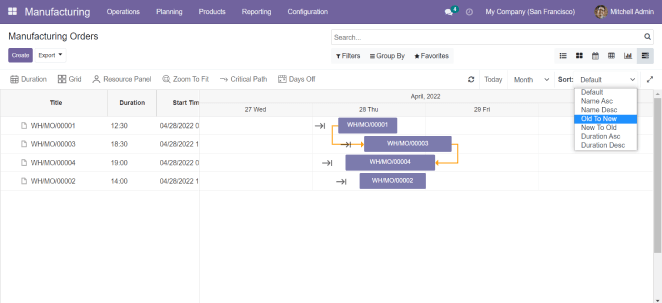 Manufacturing Operations Planning Products Reporting Configuration 4 My Company (San Francisco) Mitchell Admin
Manufacturing Orders
Search...
Create Export
Filters Group By Favorites
Duration Grid Resource Panel Zoom To Fit Critical Path Days Off Today Month Sort: Default
Default
Name Asc
Name Desc
Old To New
New To Old
Duration Asc
Duration Desc
Title Duration Start Tim
April, 2022
27 Wed 28 Thu 29 Fri
WH/MO/00001 12:30 04/28/2022 0 WH/MO/00001
WH/MO/00003 18:30 04/28/2022 1 WH/MO/00003
WH/MO/00004 19:00 04/28/2022 0 WH/MO/00004
WH/MO/00002 14:00 04/28/2022 1 WH/MO/00002